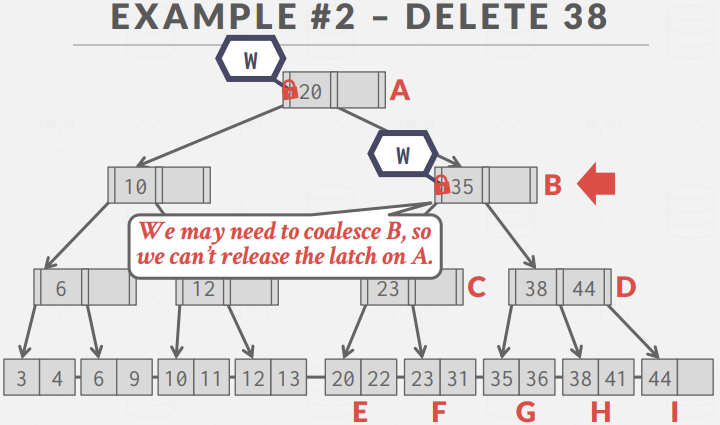 EXAMPLE #2 – DELETE 38
W
20 A
W
10
35 B
We may need to coalesce B, so
we can't release the latch on A.
6
12
23 C
38 44 D
3 4 6 9 10 11 12 13 20 22 23 31 35 36 38 41 44
E F G H I